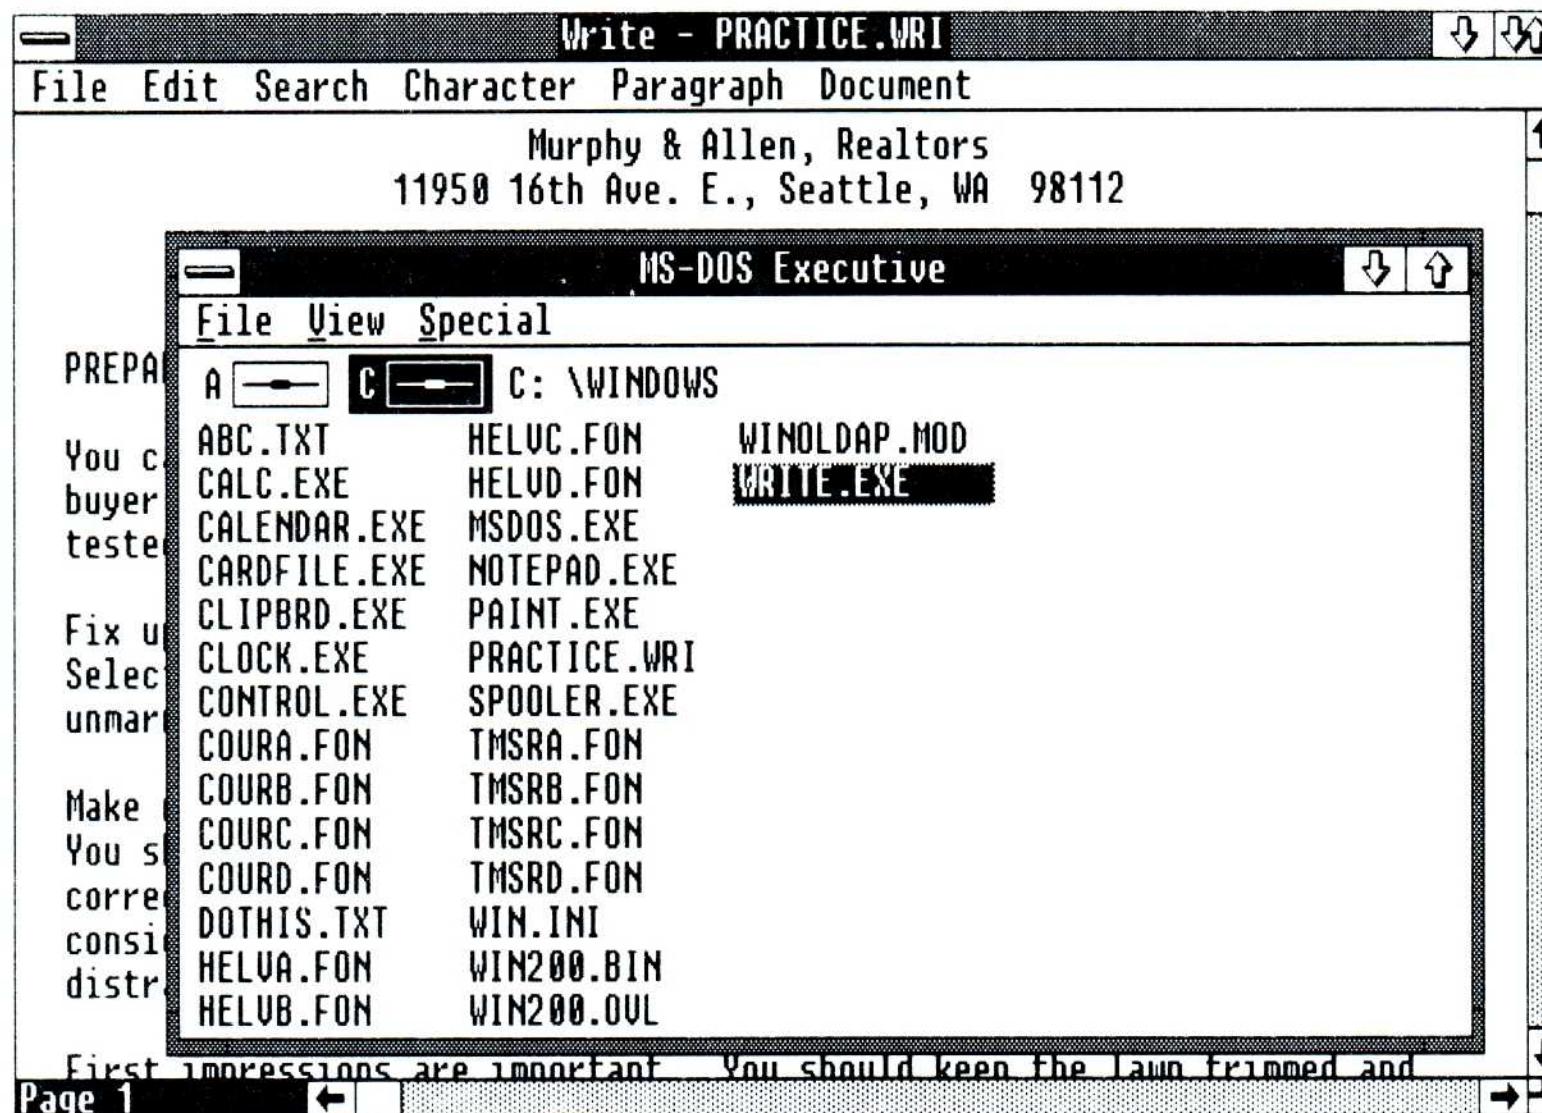 Write - PRACTICE.WRI
File Edit Search Character Paragraph Document
Murphy & Allen, Realtors
11950 16th Ave. E., Seattle, WA 98112
MS-DOS Executive
File View Special
A C C: \WINDOWS
ABC.TXT HELVC.FON WINOLDAP.MOD
CALC.EXE HELVD.FON WRITE.EXE
CALENDAR.EXE MSDOS.EXE
CARDFILE.EXE NOTEPAD.EXE
CLIPBRD.EXE PAINT.EXE
CLOCK.EXE PRACTICE.WRI
CONTROL.EXE SPOOLER.EXE
COURA.FON TMSRA.FON
COURB.FON TMSRB.FON
COURC.FON TMSRC.FON
COURD.FON TMSRD.FON
DOTHIS.TXT WIN.INI
HELVA.FON WIN200.BIN
HELVB.FON WIN200.OVL
PREPA
You c
buyer
teste
Fix u
Selec
unmar
Make
You s
corre
consi
distr
First impressions are important You should keep the lawn trimmed and
Page 1